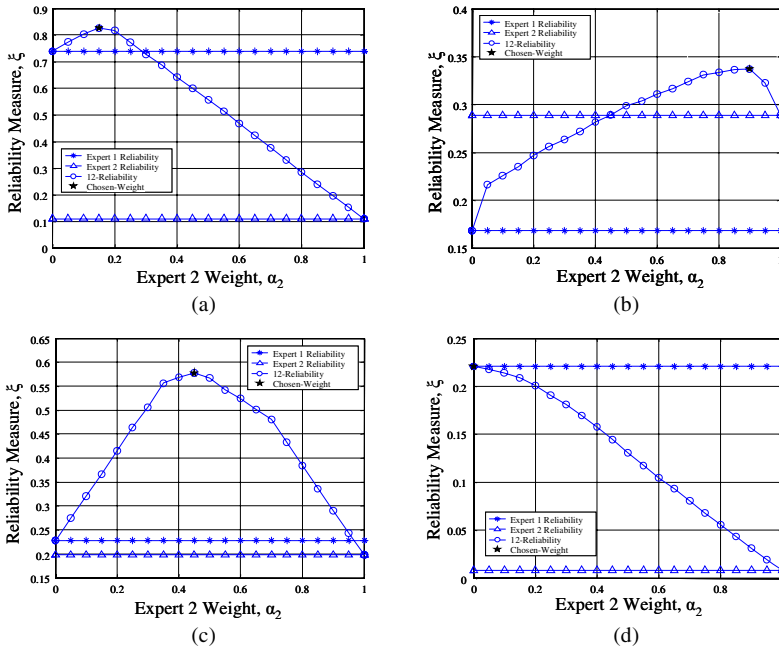 0.9
0.8
0.7
0.6
0.5
0.4
0.3
0.2
0.1
0
Reliability Measure, ξ
Expert 1 Reliability
Expert 2 Reliability
12-Reliability
Chosen-Weight
0 0.2 0.4 0.6 0.8 1
Expert 2 Weight, α2
(a)
0.4
0.35
0.3
0.25
0.2
0.15
Reliability Measure, ξ
Expert 1 Reliability
Expert 2 Reliability
12-Reliability
Chosen-Weight
0 0.2 0.4 0.6 0.8 1
Expert 2 Weight, α2
(b)
0.65
0.6
0.55
0.5
0.45
0.4
0.35
0.3
0.25
0.2
0.15
Reliability Measure, ξ
Expert 1 Reliability
Expert 2 Reliability
12-Reliability
Chosen-Weight
0 0.2 0.4 0.6 0.8 1
Expert 2 Weight, α2
(c)
0.25
0.2
0.15
0.1
0.05
0
Reliability Measure, ξ
Expert 1 Reliability
Expert 2 Reliability
12-Reliability
Chosen-Weight
0 0.2 0.4 0.6 0.8 1
Expert 2 Weight, α2
(d)